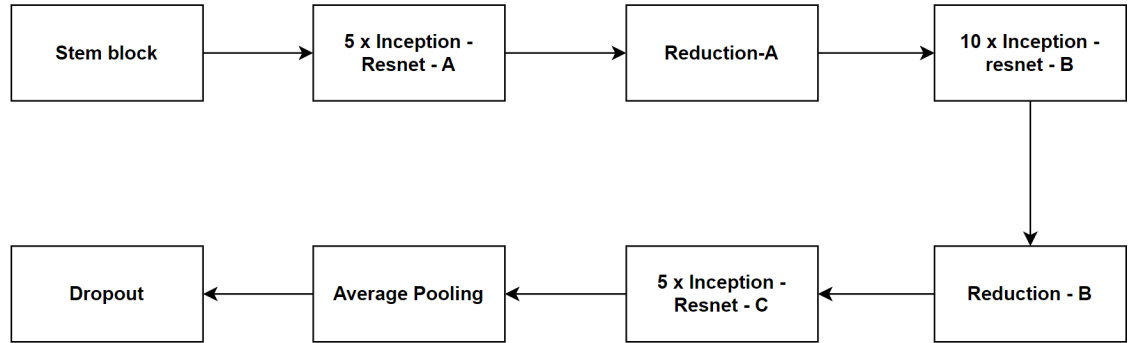 Stem block
5 x Inception -
Resnet - A
Reduction-A
10 x Inception -
resnet - B
Dropout
Average Pooling
5 x Inception -
Resnet - C
Reduction - B